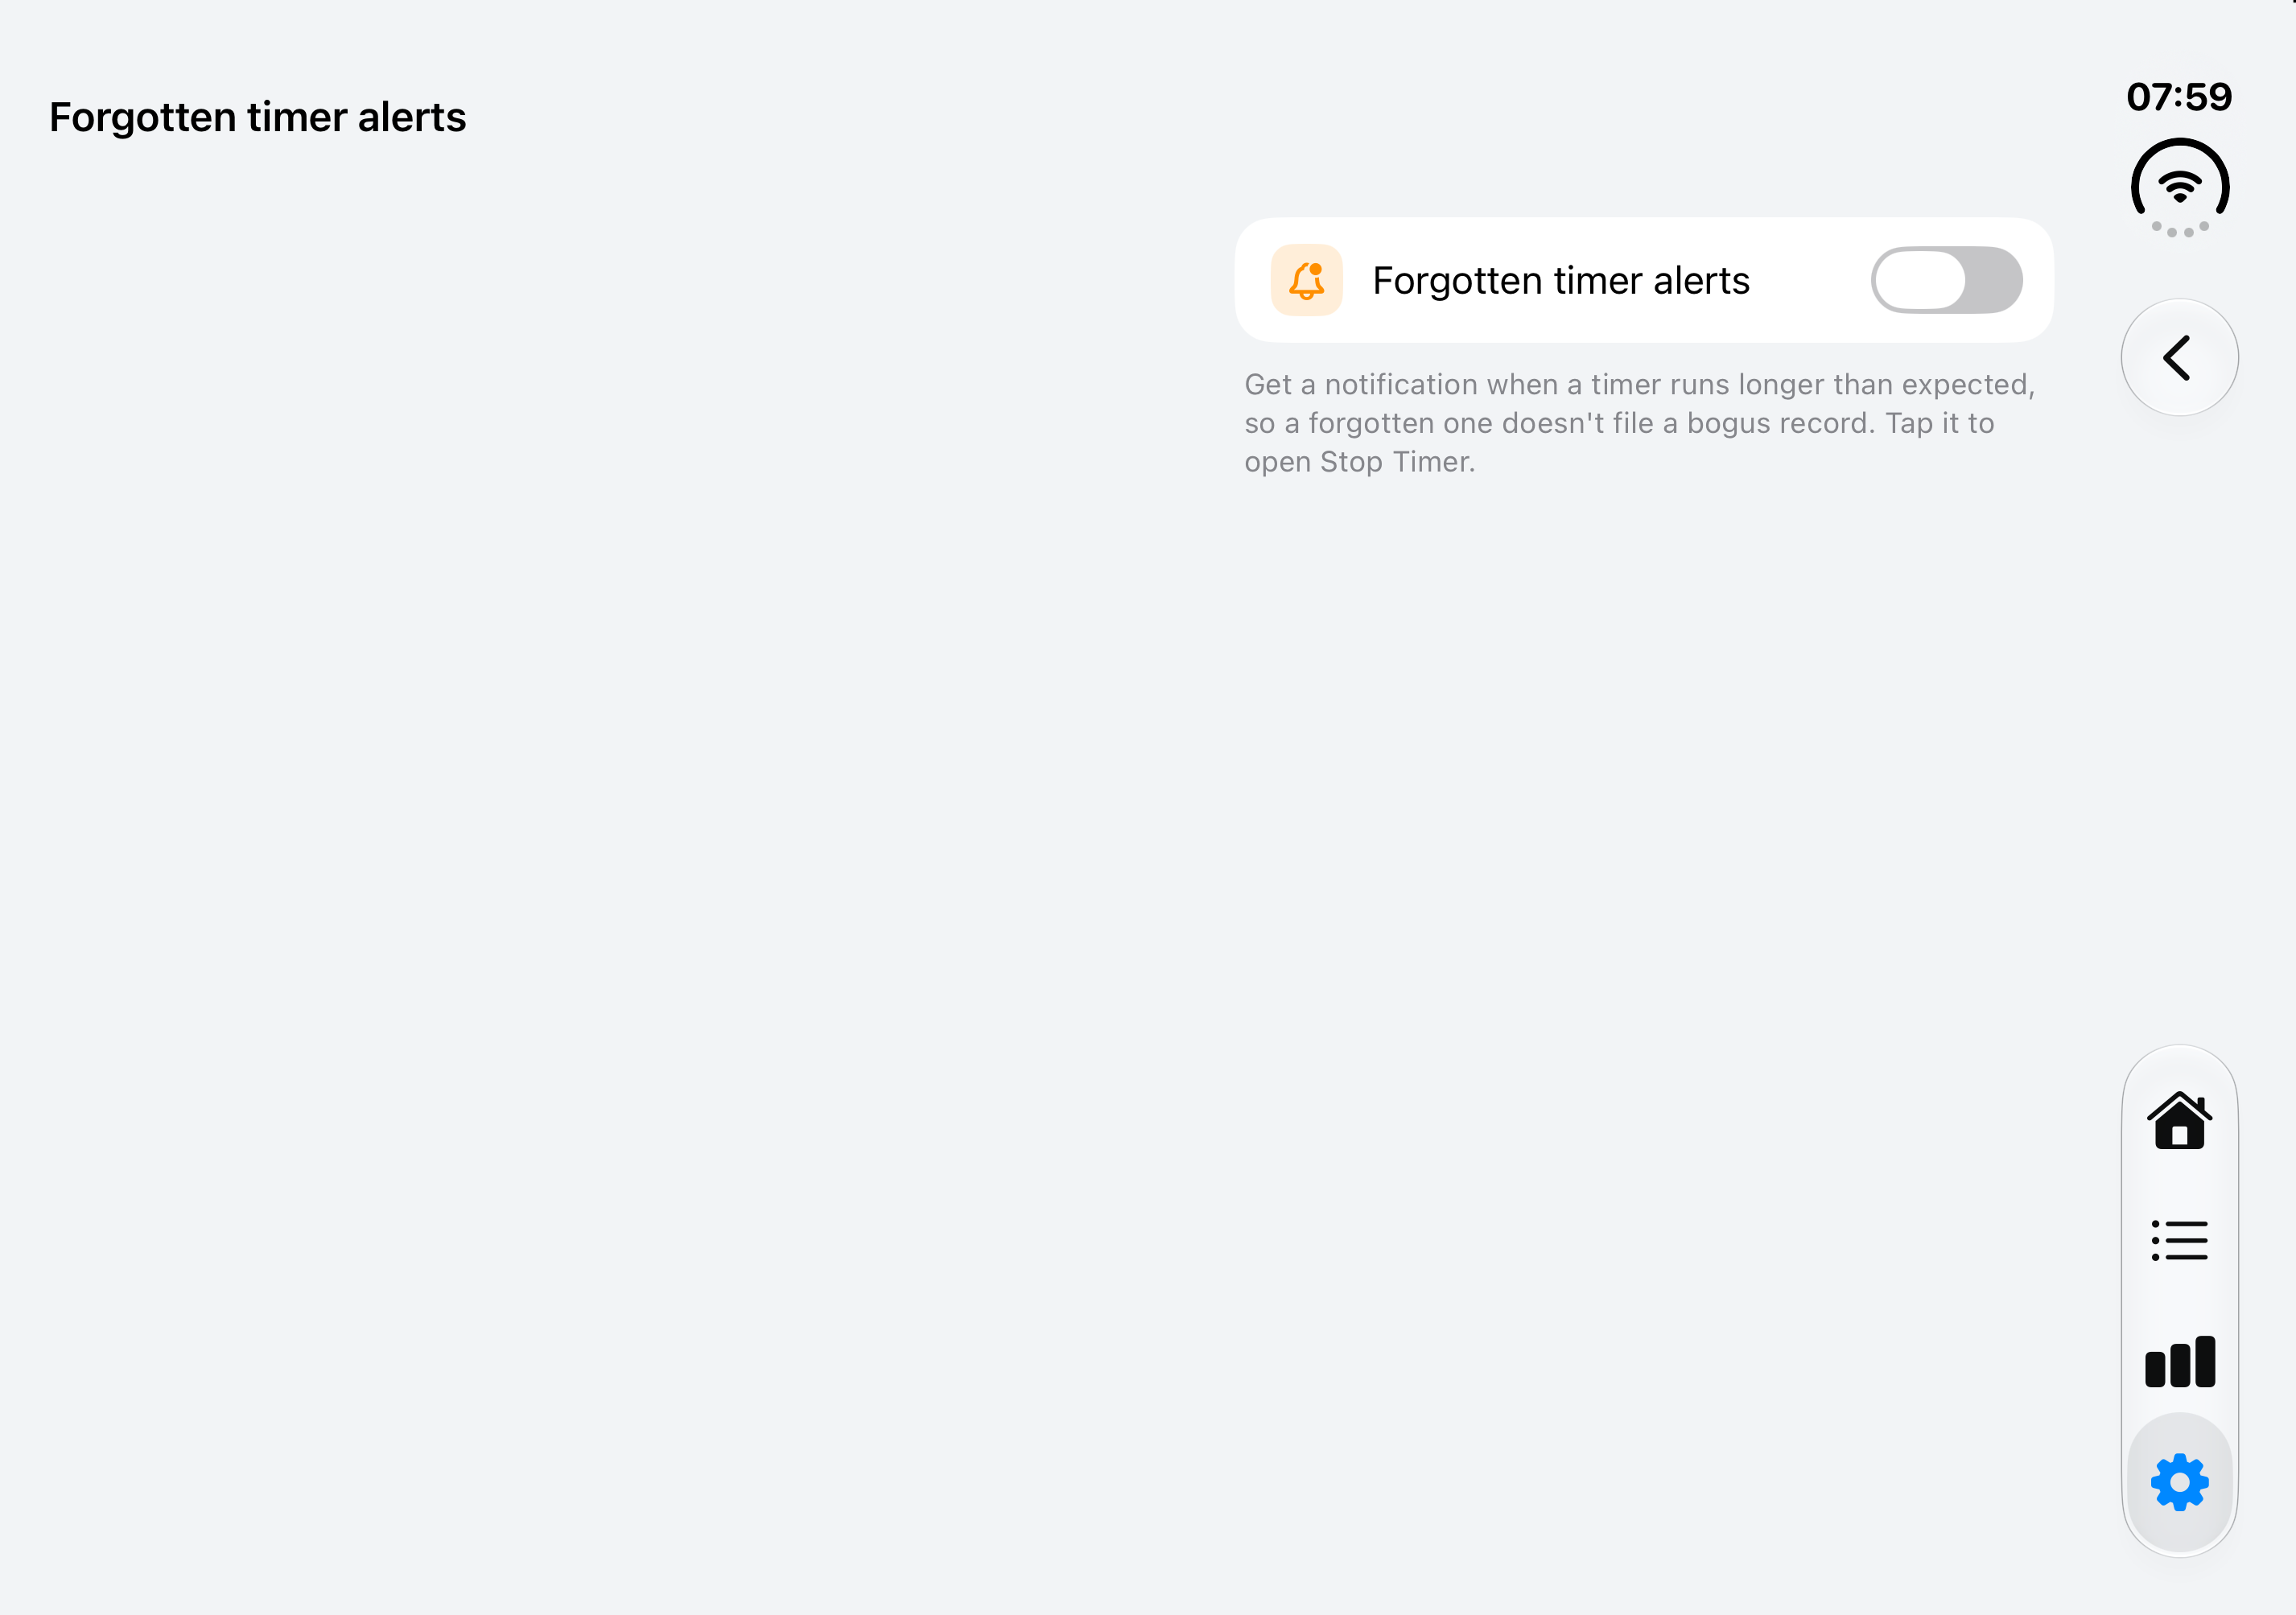 Forgotten timer alerts
07:59
Forgotten timer alerts
Get a notification when a timer runs longer than expected,
so a forgotten one doesn't file a bogus record. Tap it to
open Stop Timer.